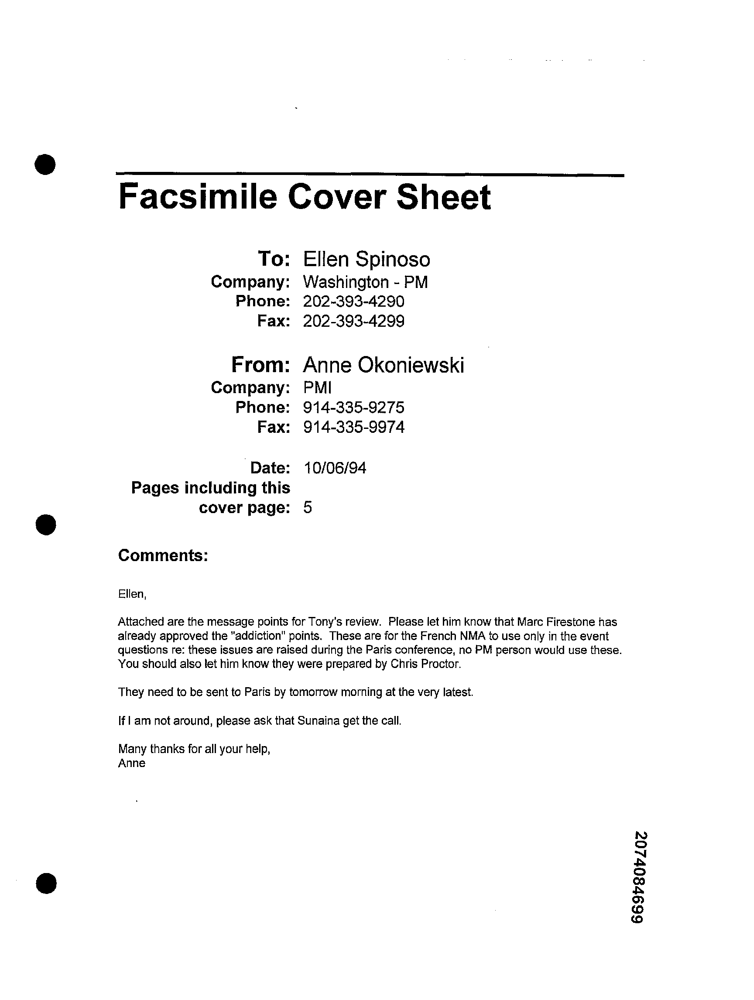 Facsimile Cover Sheet
To: Ellen Spinoso
Company: Washington - PM
Phone: 202-393-4290
Fax: 202-393-4299
From: Anne Okoniewski
Company: PMI
Phone: 914-335-9275
Fax: 914-335-9974
Date: 10/06/94
Pages including this
cover page: 5
Comments:
Ellen,
Attached are the message points for Tony's review. Please let him know that Marc Firestone has
already approved the "addiction" points. These are for the French NMA to use only in the event
questions re: these issues are raised during the Paris conference, no PM person would use these.
You should also let him know they were prepared by Chris Proctor.
They need to be sent to Paris by tomorrow morning at the very latest.
If I am not around, please ask that Sunaina get the call.
Many thanks for all your help,
Anne
2074084699